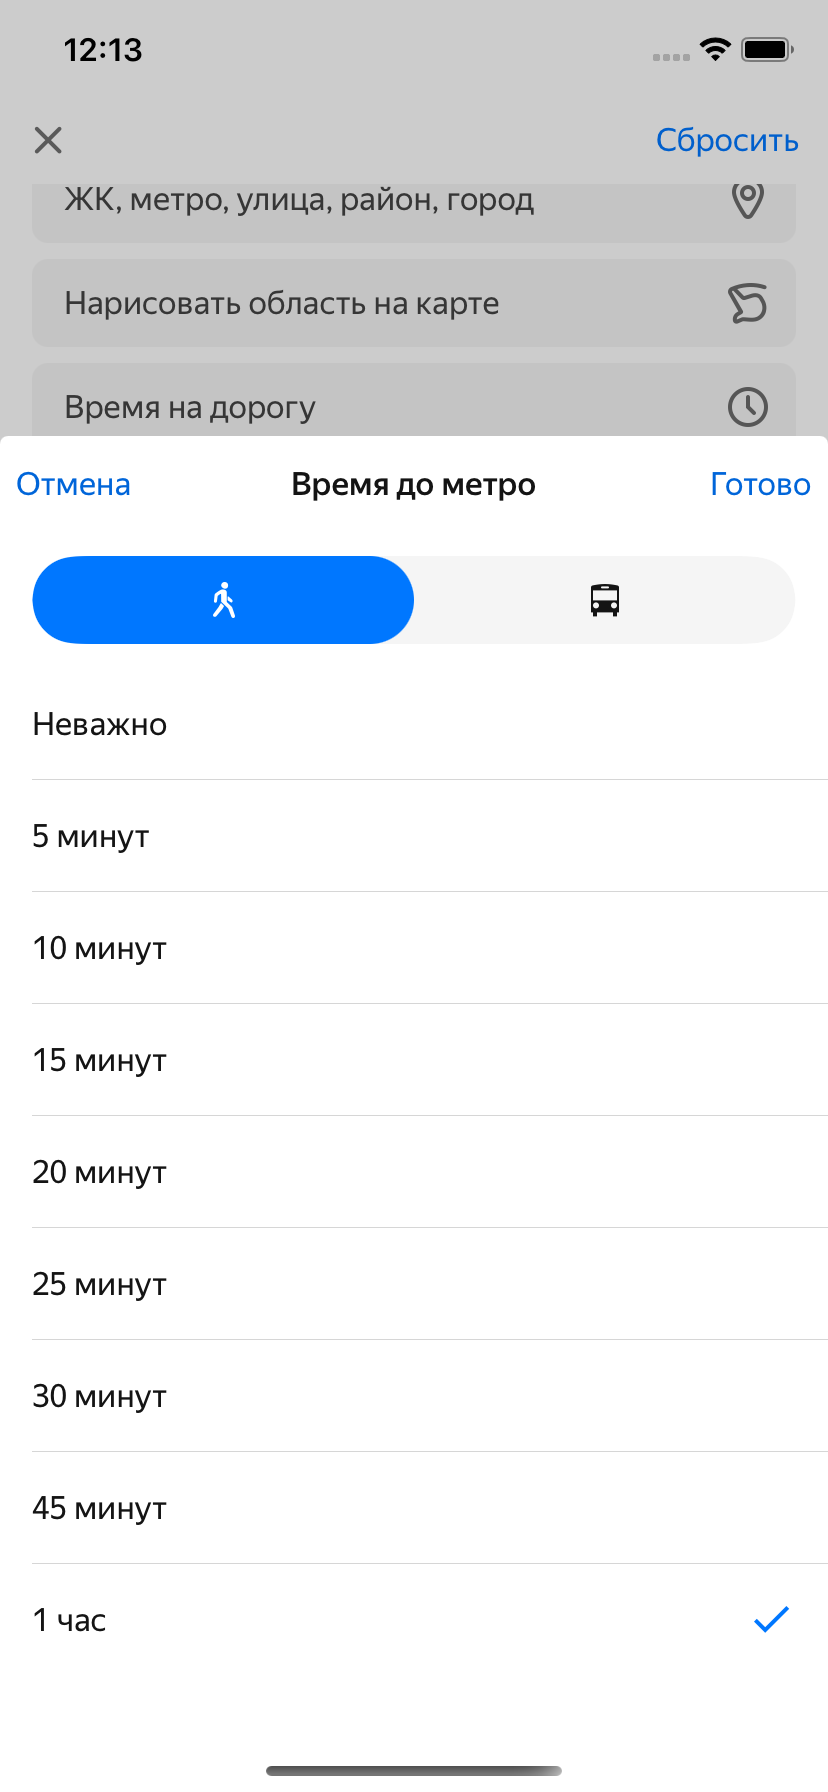 12:13
Сбросить
ЖК, метро, улица, район, город
Нарисовать область на карте
Время на дорогу
Отмена
Время до метро
Готово
Неважно
5 минут
10 минут
15 минут
20 минут
25 минут
30 минут
45 минут
1 час